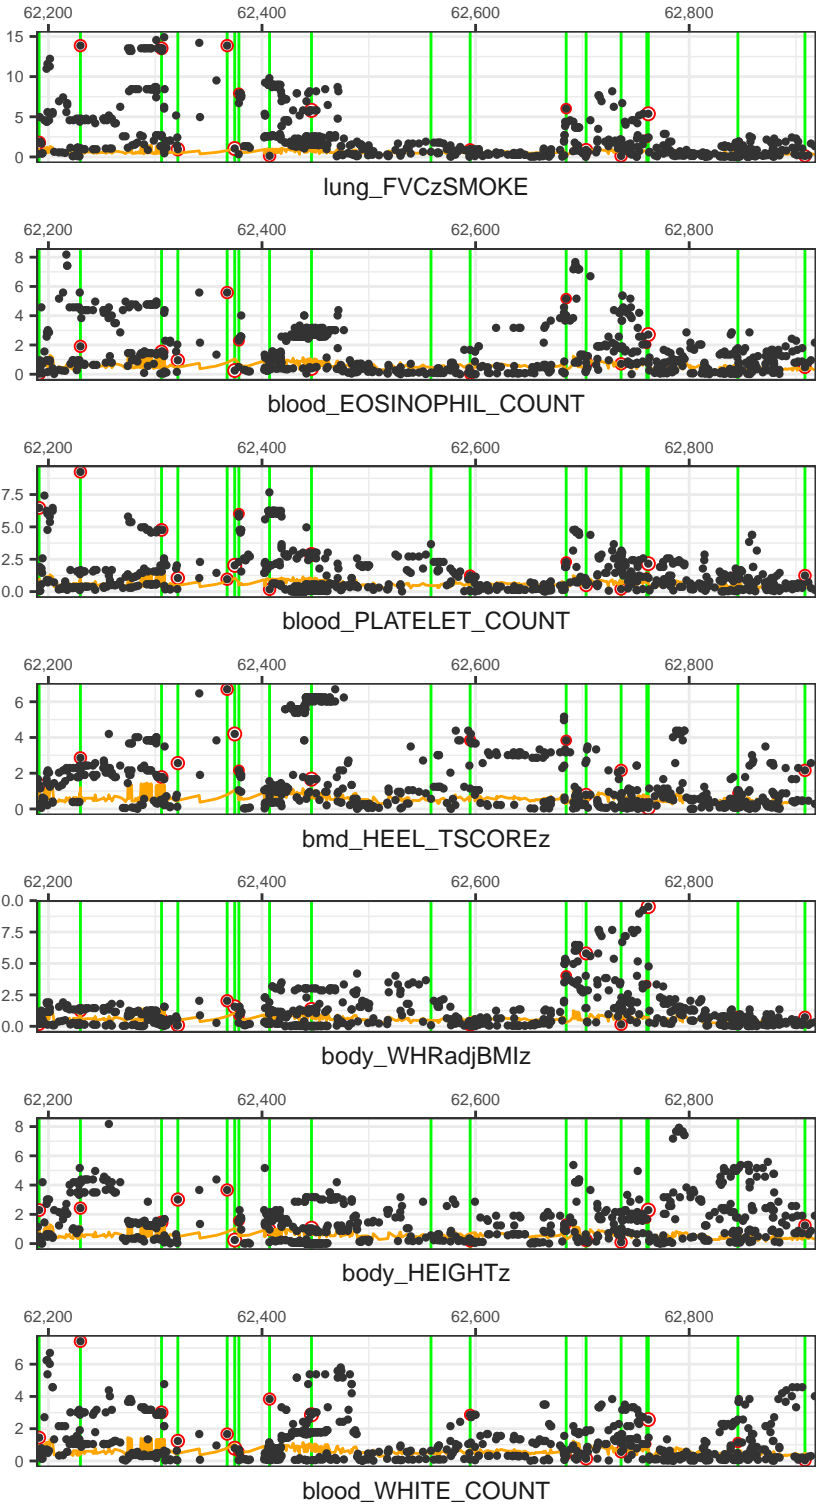 62,200 62,400 62,600 62,800
15
10
5
0
lung_FVCzSMOKE
62,200 62,400 62,600 62,800
8
6
4
2
0
blood_EOSINOPHIL_COUNT
62,200 62,400 62,600 62,800
7.5
5.0
2.5
0.0
blood_PLATELET_COUNT
62,200 62,400 62,600 62,800
6
4
2
0
bmd_HEEL_TSCOREz
62,200 62,400 62,600 62,800
0.0
7.5
5.0
2.5
0.0
body_WHRadjBMIz
62,200 62,400 62,600 62,800
8
6
4
2
0
body_HEIGHTz
62,200 62,400 62,600 62,800
6
4
2
0
blood_WHITE_COUNT